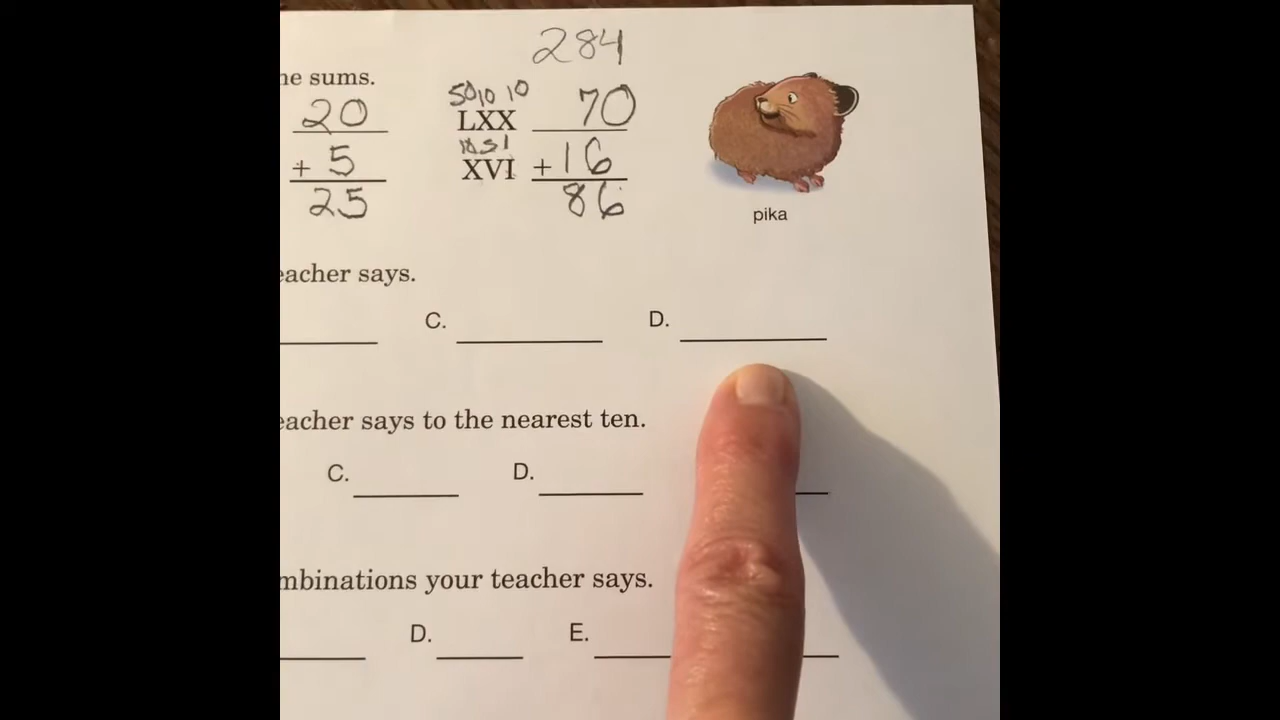 284
he sums.
20
+ 5
25
50 10 10
LXX 70
10 5 1
XVI +16
86
pika
eacher says.
C. D.
eacher says to the nearest ten.
C. D.
mbinations your teacher says.
D. E.